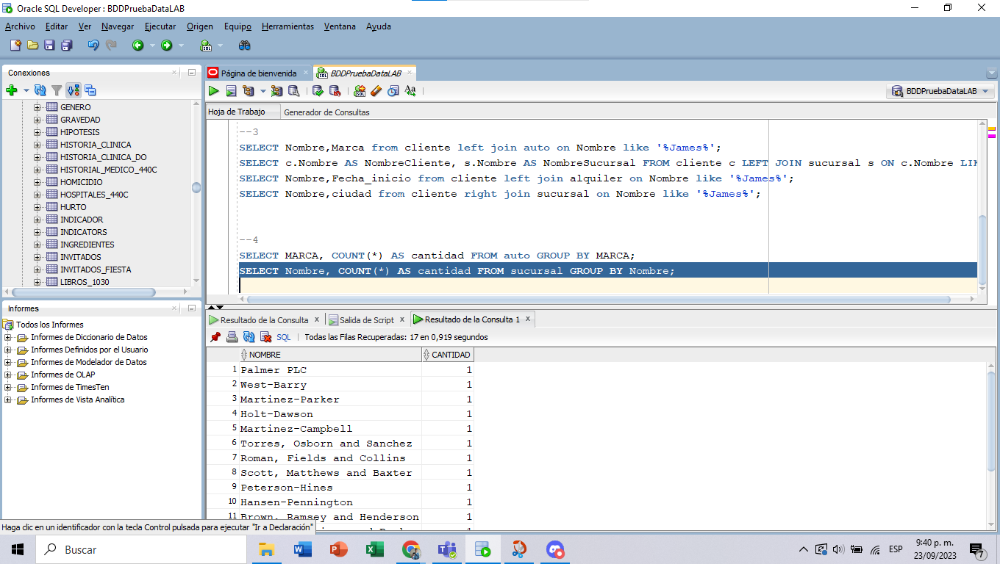 Oracle SQL Developer : BDDPruebaDataLAB
Archivo Editar Ver Navegar Ejecutar Origen Equipo Herramientas Ventana Ayuda
Conexiones
GENERO
GRAVEDAD
HIPOTESIS
HISTORIA_CLINICA
HISTORIA_CLINICA_DO
HISTORIAL_MEDICO_440C
HOMICIDIO
HOSPITALES_440C
HURTO
INDICADOR
INDICATORS
INGREDIENTES
INVITADOS
INVITADOS_FIESTA
LIBROS_1030
Informes
Todos los Informes
Informes de Diccionario de Datos
Informes Definidos por el Usuario
Informes de Modelador de Datos
Informes de OLAP
Informes de TimesTen
Informes de Vista Analítica
Página de bienvenida
BDDPruebaDataLAB
BDDPruebaDataLAB
Hoja de Trabajo Generador de Consultas
--3
SELECT Nombre,Marca from cliente left join auto on Nombre like '%James%';
SELECT c.Nombre AS NombreCliente, s.Nombre AS NombreSucursal FROM cliente c LEFT JOIN sucursal s ON c.Nombre LIK
SELECT Nombre,Fecha_inicio from cliente left join alquiler on Nombre like '%James%';
SELECT Nombre,ciudad from cliente right join sucursal on Nombre like '%James%';
--4
SELECT MARCA, COUNT(*) AS cantidad FROM auto GROUP BY MARCA;
SELECT Nombre, COUNT(*) AS cantidad FROM sucursal GROUP BY Nombre;
Resultado de la Consulta x Salida de Script x Resultado de la Consulta 1 x
SQL Todas las Filas Recuperadas: 17 en 0,919 segundos
NOMBRE CANTIDAD
1 Palmer PLC 1
2 West-Barry 1
3 Martinez-Parker 1
4 Holt-Dawson 1
5 Martinez-Campbell 1
6 Torres, Osborn and Sanchez 1
7 Roman, Fields and Collins 1
8 Scott, Matthews and Baxter 1
9 Peterson-Hines 1
10 Hansen-Pennington 1
11 Brown, Ramsey and Henderson 1
Haga clic en un identificador con la tecla Control pulsada para ejecutar "Ir a Declaración"
Buscar
ESP
9:40 p. m.
23/09/2023
7